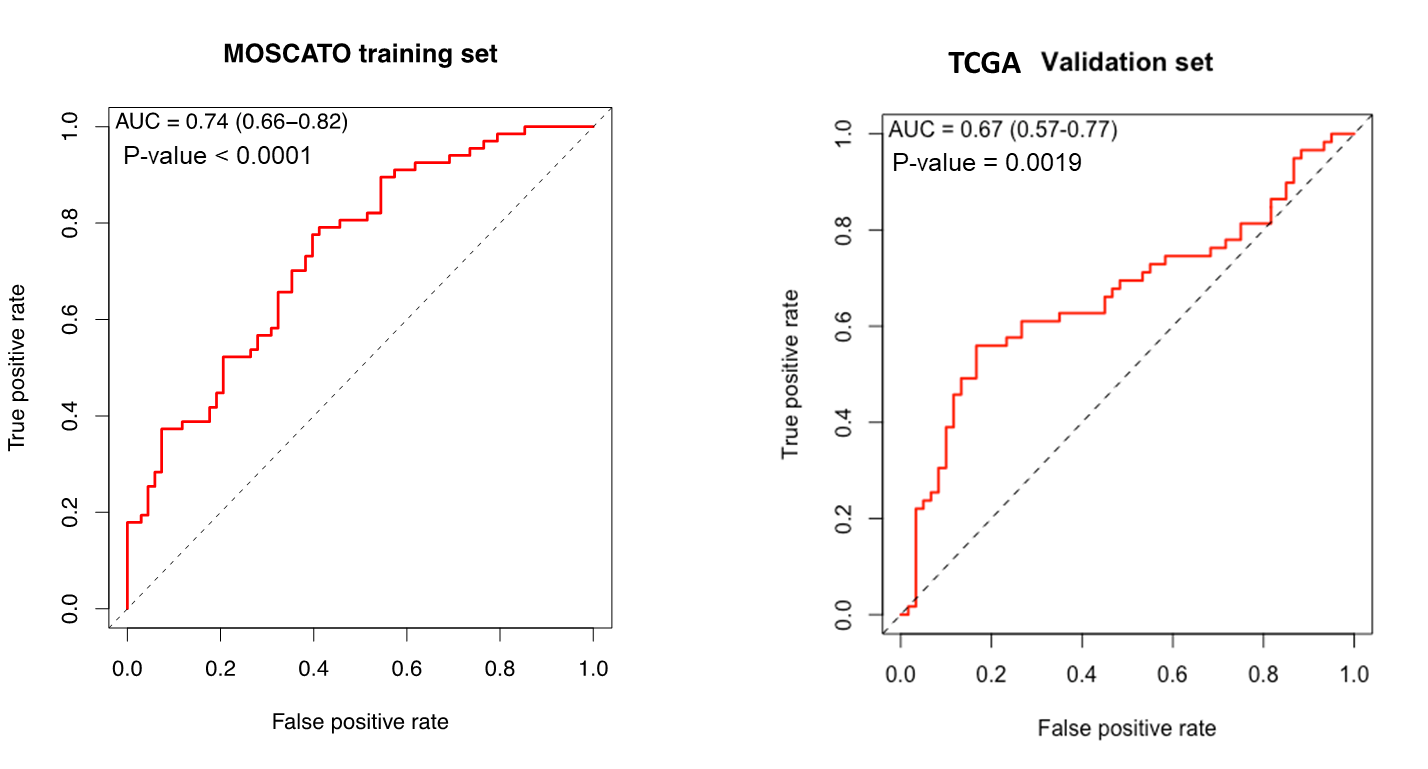 MOSCATO training set
AUC = 0.74 (0.66–0.82)
P-value < 0.0001
True positive rate
1.0
0.8
0.6
0.4
0.2
0.0
0.0 0.2 0.4 0.6 0.8 1.0
False positive rate
TCGA Validation set
AUC = 0.67 (0.57-0.77)
P-value = 0.0019
True positive rate
1.0
0.8
0.6
0.4
0.2
0.0
0.0 0.2 0.4 0.6 0.8 1.0
False positive rate